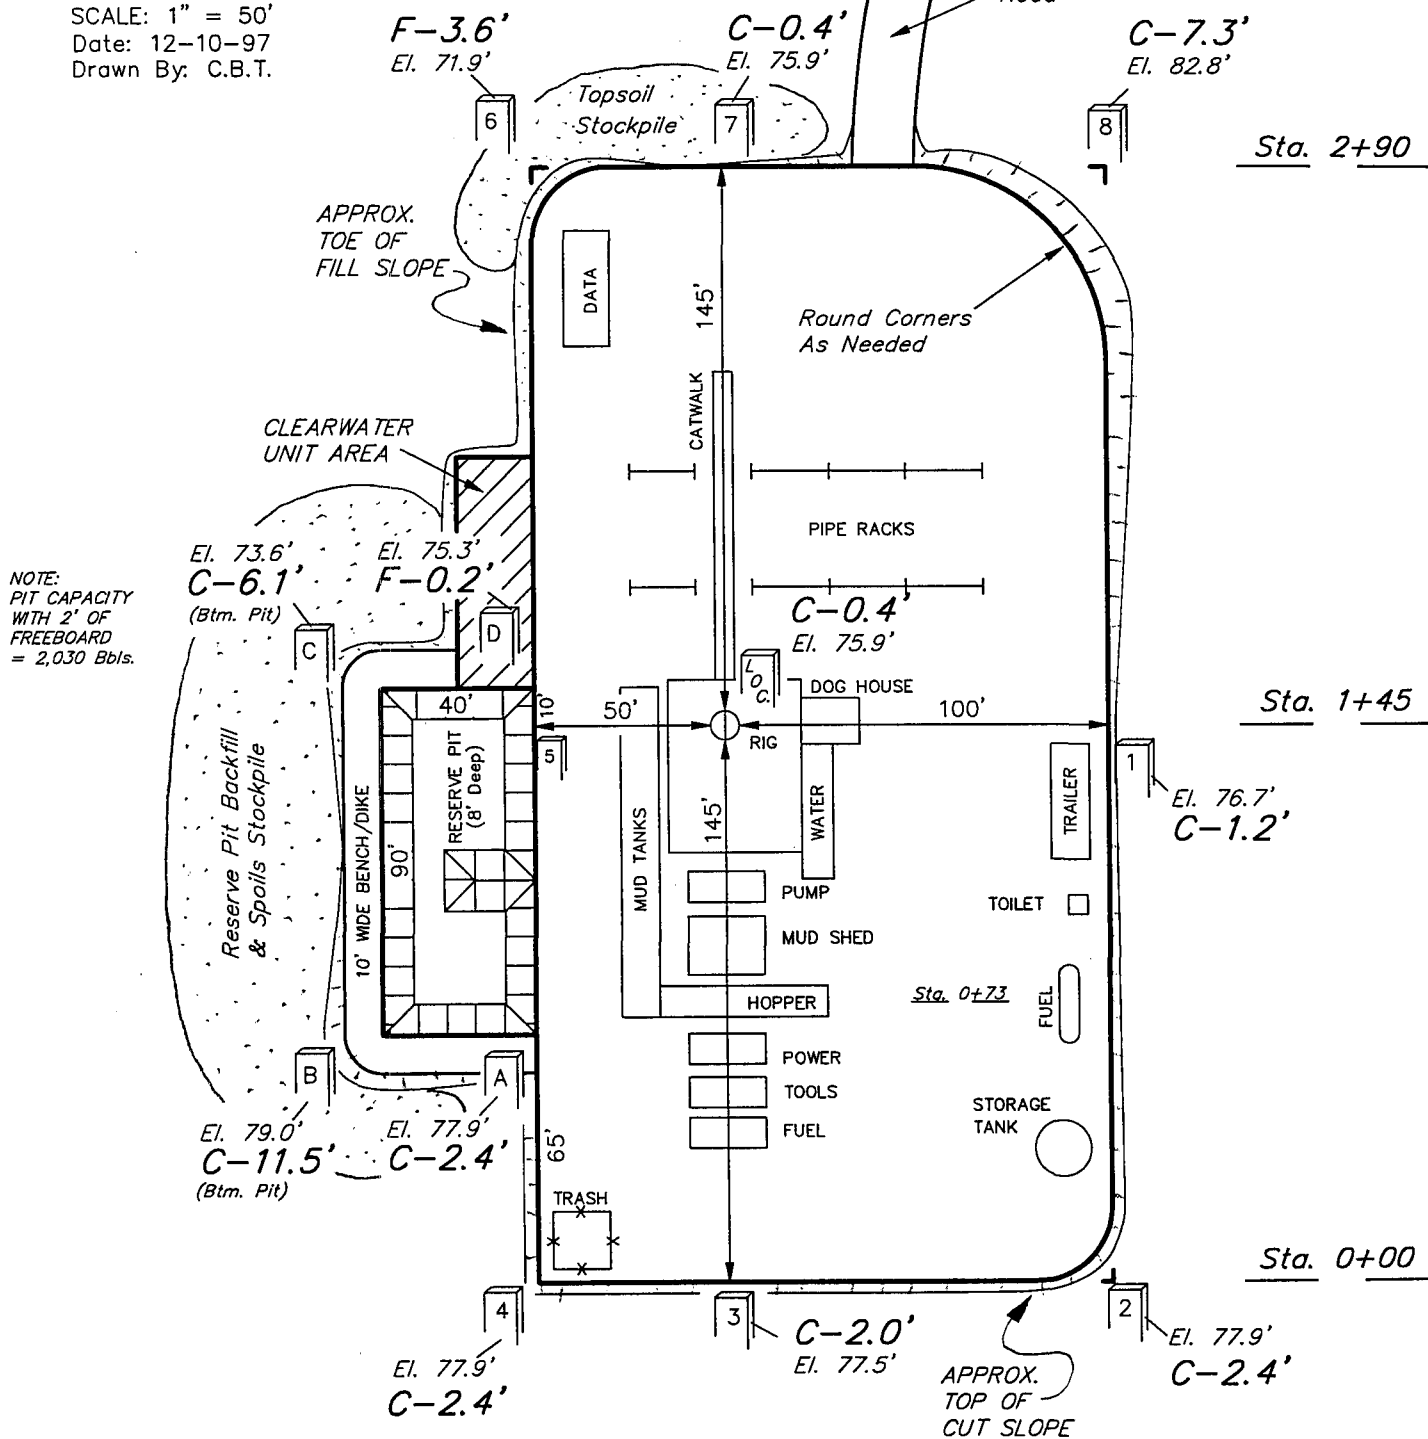 SCALE: 1" = 50'
Date: 12-10-97
Drawn By: C.B.T.
F-3.6'
El. 71.9'
C-0.4'
El. 75.9'
C-7.3'
El. 82.8'
6
Topsoil
Stockpile
7
8
Sta. 2+90
APPROX.
TOE OF
FILL SLOPE
DATA
145'
Round Corners
As Needed
CATWALK
CLEARWATER
UNIT AREA
PIPE RACKS
NOTE:
PIT CAPACITY
WITH 2' OF
FREEBOARD
= 2,030 Bbls.
El. 73.6'
C-6.1'
(Btm. Pit)
El. 75.3'
F-0.2'
C
D
C-0.4'
El. 75.9'
LOC.
DOG HOUSE
40'
10'
50'
100'
Sta. 1+45
RIG
5
1
El. 76.7'
C-1.2'
Reserve Pit Backfill
& Spoils Stockpile
10' WIDE BENCH/DIKE
90'
RESERVE PIT
(8' Deep)
MUD TANKS
145'
WATER
TRAILER
PUMP
TOILET
MUD SHED
Sta. 0+73
FUEL
HOPPER
POWER
TOOLS
FUEL
STORAGE
TANK
B
A
El. 79.0'
C-11.5'
(Btm. Pit)
El. 77.9'
C-2.4'
65'
TRASH
Sta. 0+00
4
3
2
El. 77.9'
C-2.4'
C-2.0'
El. 77.5'
El. 77.9'
C-2.4'
APPROX.
TOP OF
CUT SLOPE